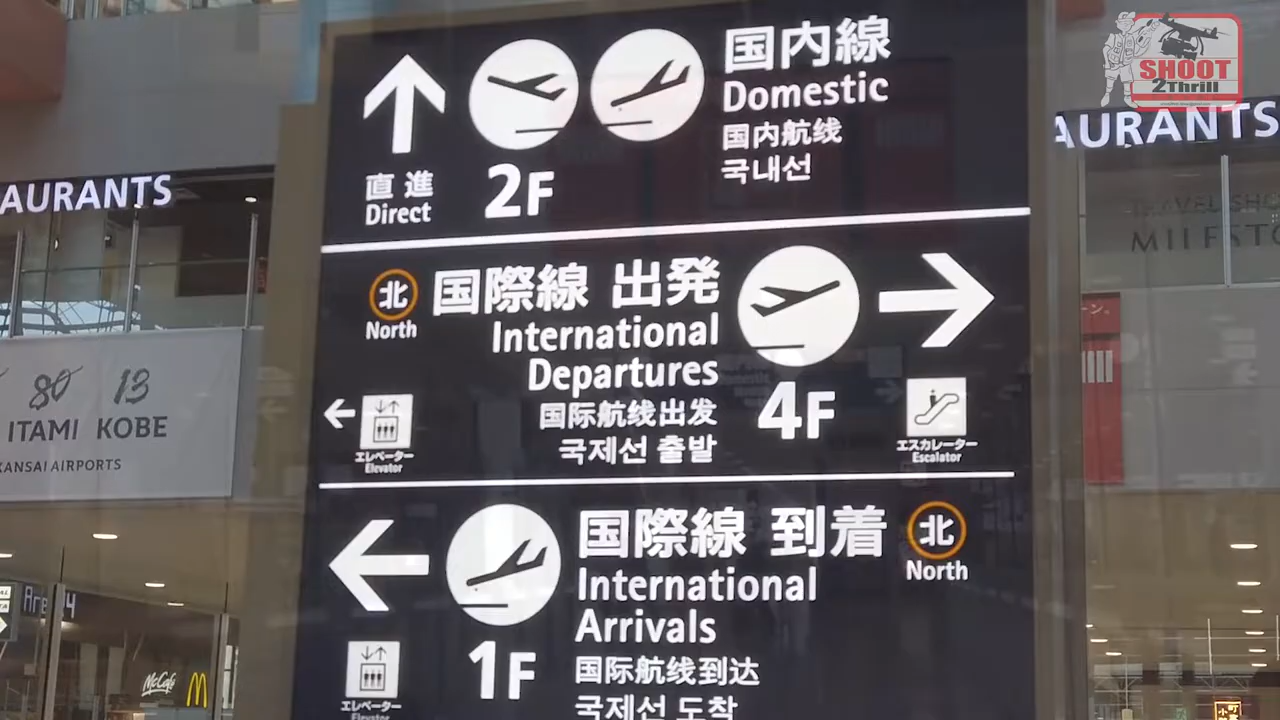 SHOOT
2Thrill
国内線
Domestic
国内航线
국내선
直進
Direct
2F
AURANTS
AURANTS
北
North
国際線 出発
International
Departures
国际航线出发
국제선 출발
4F
エレベーター
Elevator
エスカレーター
Escalator
80 13
ITAMI KOBE
KANSAI AIRPORTS
国際線 到着
International
Arrivals
国际航线到达
국제선 도착
1F
北
North
エレベーター
Elevator
McCafé